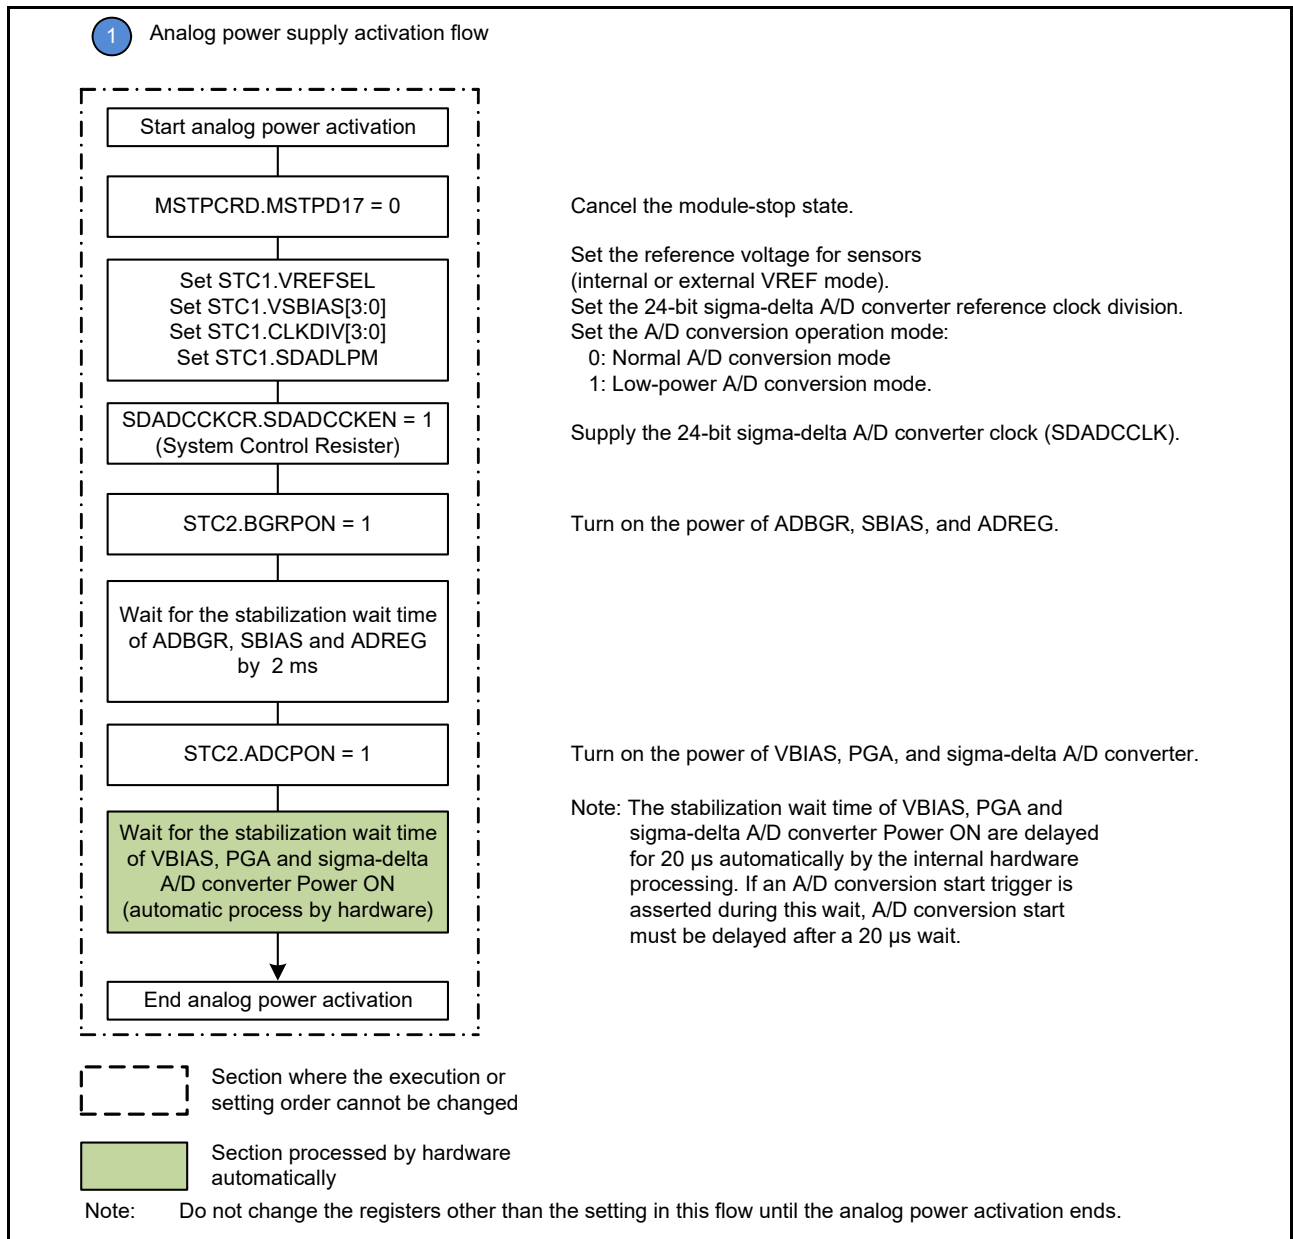 1 Analog power supply activation flow
Start analog power activation
MSTPCRD.MSTPD17 = 0
Cancel the module-stop state.
Set STC1.VREFSEL
Set STC1.VSBIAS[3:0]
Set STC1.CLKDIV[3:0]
Set STC1.SDADLPM
Set the reference voltage for sensors
(internal or external VREF mode).
Set the 24-bit sigma-delta A/D converter reference clock division.
Set the A/D conversion operation mode:
0: Normal A/D conversion mode
1: Low-power A/D conversion mode.
SDADCCKCR.SDADCCKEN = 1
(System Control Resister)
Supply the 24-bit sigma-delta A/D converter clock (SDADCCLK).
STC2.BGRPON = 1
Turn on the power of ADBGR, SBIAS, and ADREG.
Wait for the stabilization wait time
of ADBGR, SBIAS and ADREG
by 2 ms
STC2.ADCPON = 1
Turn on the power of VBIAS, PGA, and sigma-delta A/D converter.
Wait for the stabilization wait time
of VBIAS, PGA and sigma-delta
A/D converter Power ON
(automatic process by hardware)
Note: The stabilization wait time of VBIAS, PGA and
sigma-delta A/D converter Power ON are delayed
for 20 µs automatically by the internal hardware
processing. If an A/D conversion start trigger is
asserted during this wait, A/D conversion start
must be delayed after a 20 µs wait.
End analog power activation
Section where the execution or
setting order cannot be changed
Section processed by hardware
automatically
Note: Do not change the registers other than the setting in this flow until the analog power activation ends.